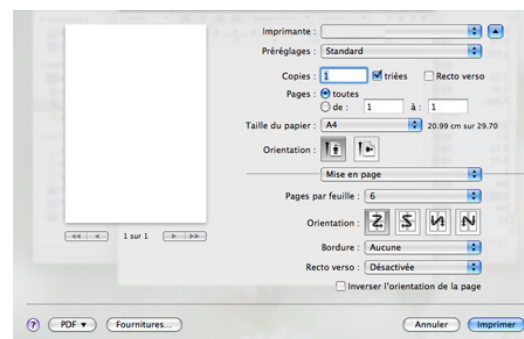 Imprimante :
Préréglages : Standard
Copies : 1 triées Recto verso
Pages : toutes
de : 1 à : 1
Taille du papier : A4 20.99 cm sur 29.70
Orientation :
Mise en page
Pages par feuille : 6
Orientation :
Bordure : Aucune
Recto verso : Désactivée
Inverser l'orientation de la page
1 sur 1
? PDF Fournitures... Annuler Imprimer